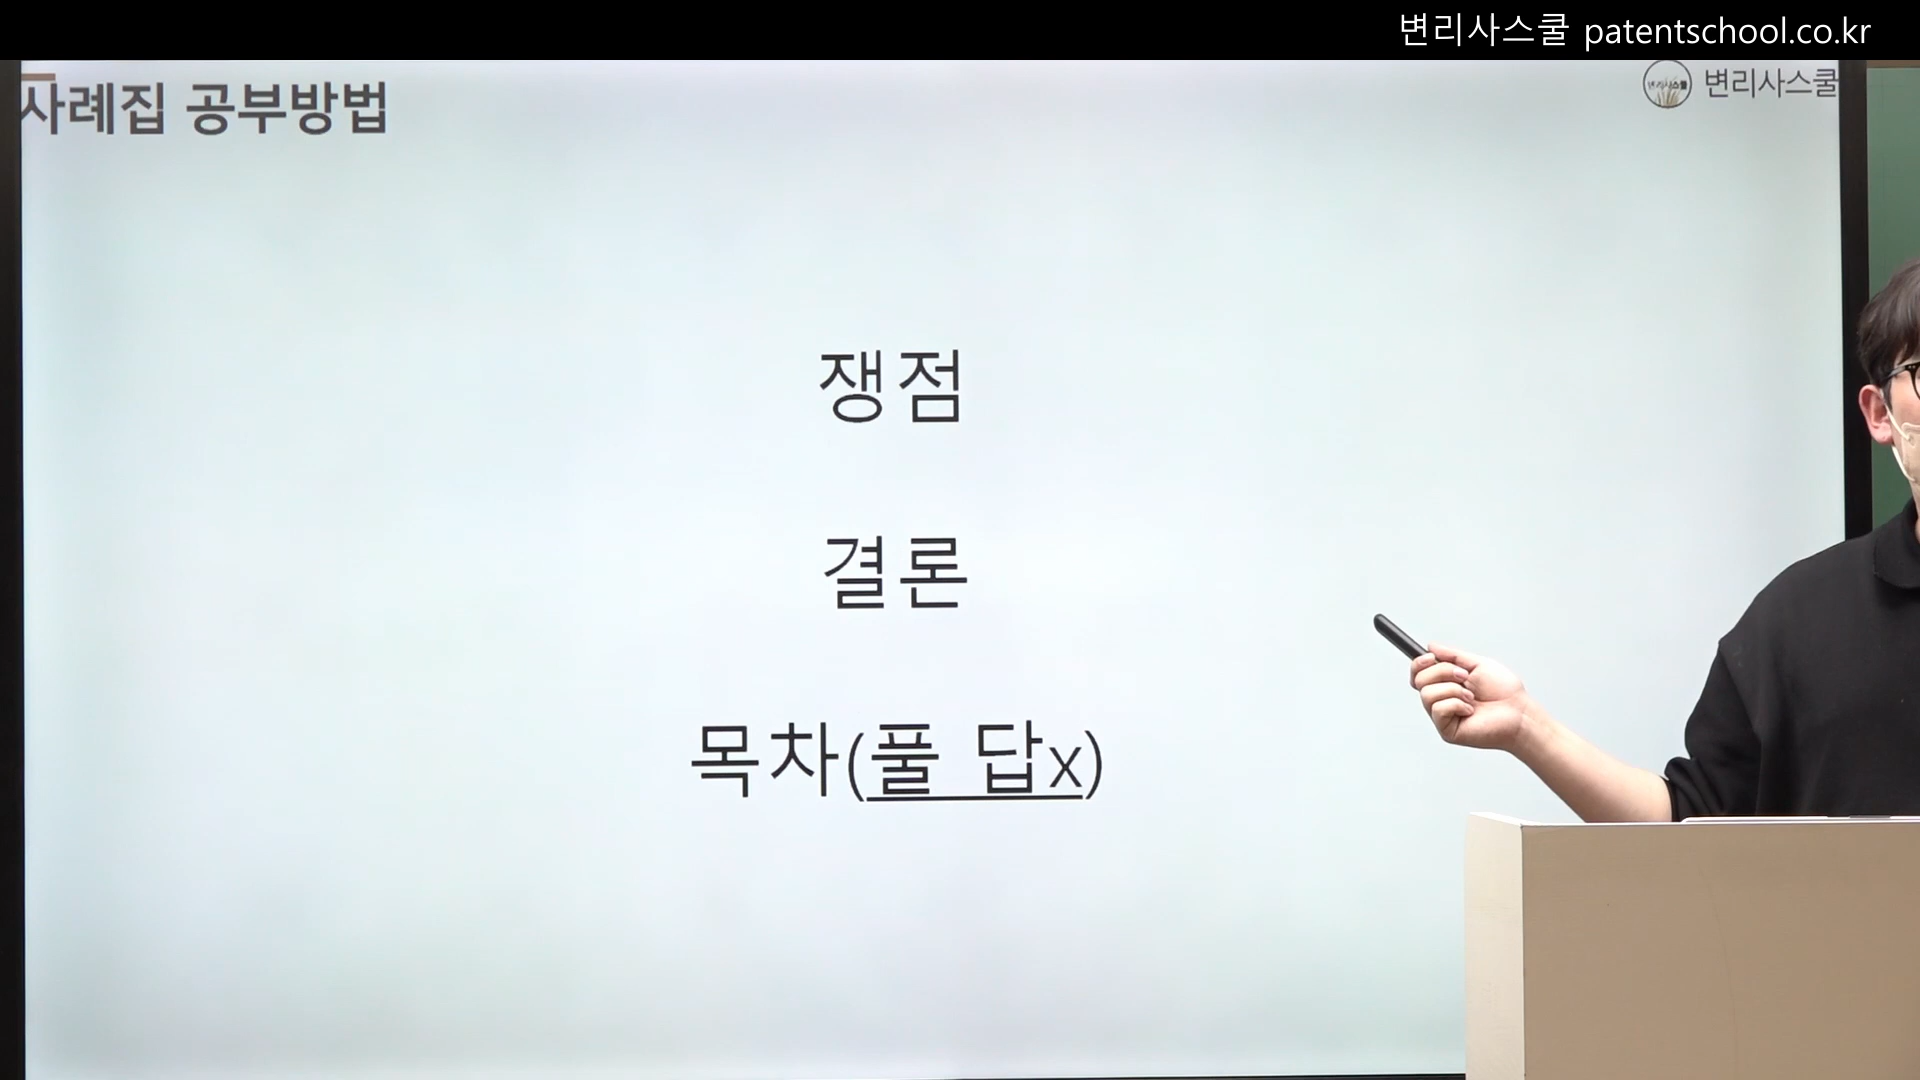 변리사스쿨 patentschool.co.kr
사례집 공부방법
변리사스쿨
쟁점
결론
목차(풀 답x)